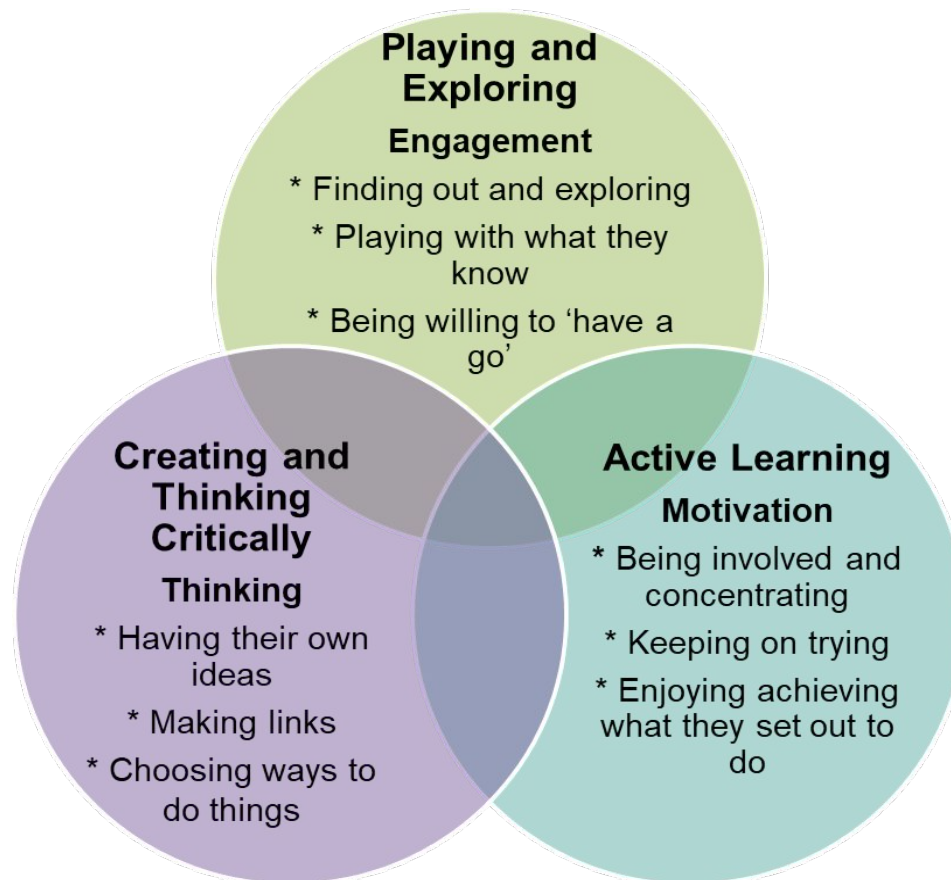 Playing and
Exploring
Engagement
* Finding out and exploring
* Playing with what they
know
* Being willing to ‘have a
go’
Creating and
Thinking
Critically
Thinking
* Having their own
ideas
* Making links
* Choosing ways to
do things
Active Learning
Motivation
* Being involved and
concentrating
* Keeping on trying
* Enjoying achieving
what they set out to
do